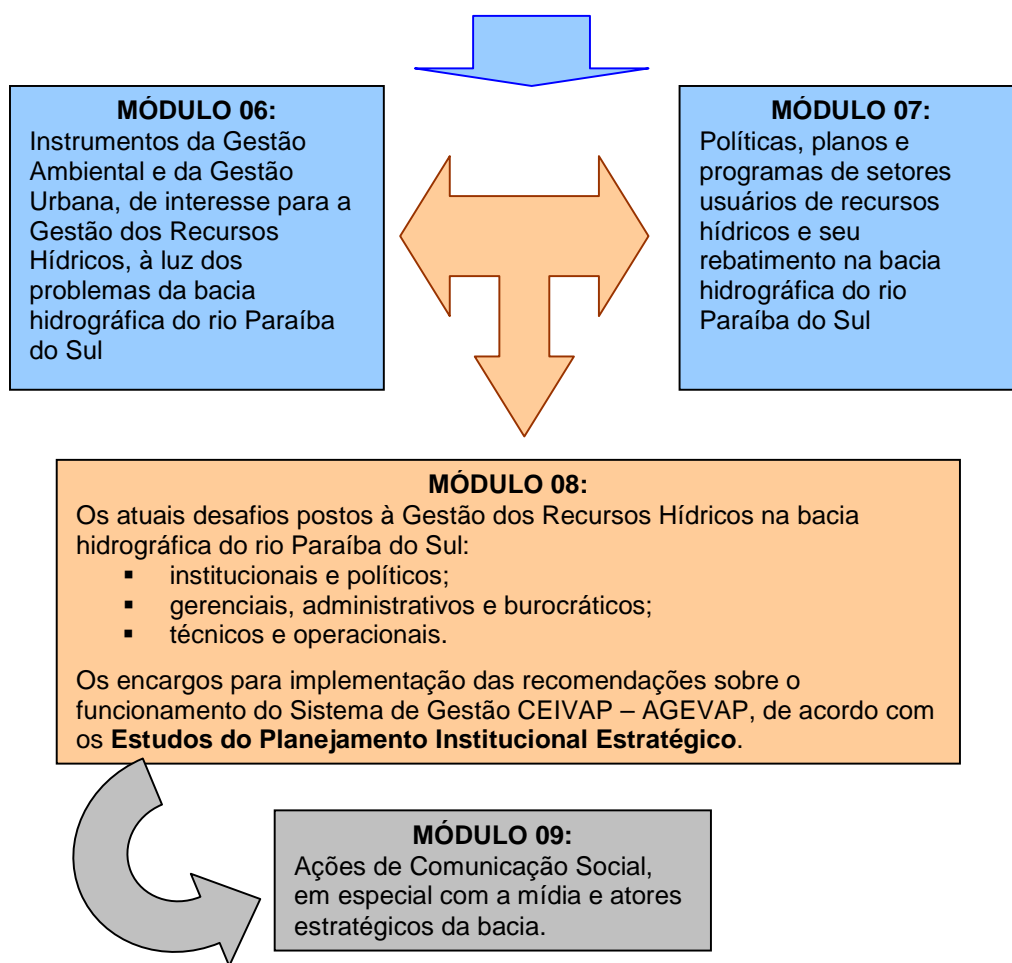 MÓDULO 06:
Instrumentos da Gestão
Ambiental e da Gestão
Urbana, de interesse para a
Gestão dos Recursos
Hídricos, à luz dos
problemas da bacia
hidrográfica do rio Paraíba
do Sul
MÓDULO 07:
Políticas, planos e
programas de setores
usuários de recursos
hídricos e seu
rebatimento na bacia
hidrográfica do rio
Paraíba do Sul
MÓDULO 08:
Os atuais desafios postos à Gestão dos Recursos Hídricos na bacia
hidrográfica do rio Paraíba do Sul:
▪ institucionais e políticos;
▪ gerenciais, administrativos e burocráticos;
▪ técnicos e operacionais.
Os encargos para implementação das recomendações sobre o
funcionamento do Sistema de Gestão CEIVAP – AGEVAP, de acordo com
os Estudos do Planejamento Institucional Estratégico.
MÓDULO 09:
Ações de Comunicação Social,
em especial com a mídia e atores
estratégicos da bacia.